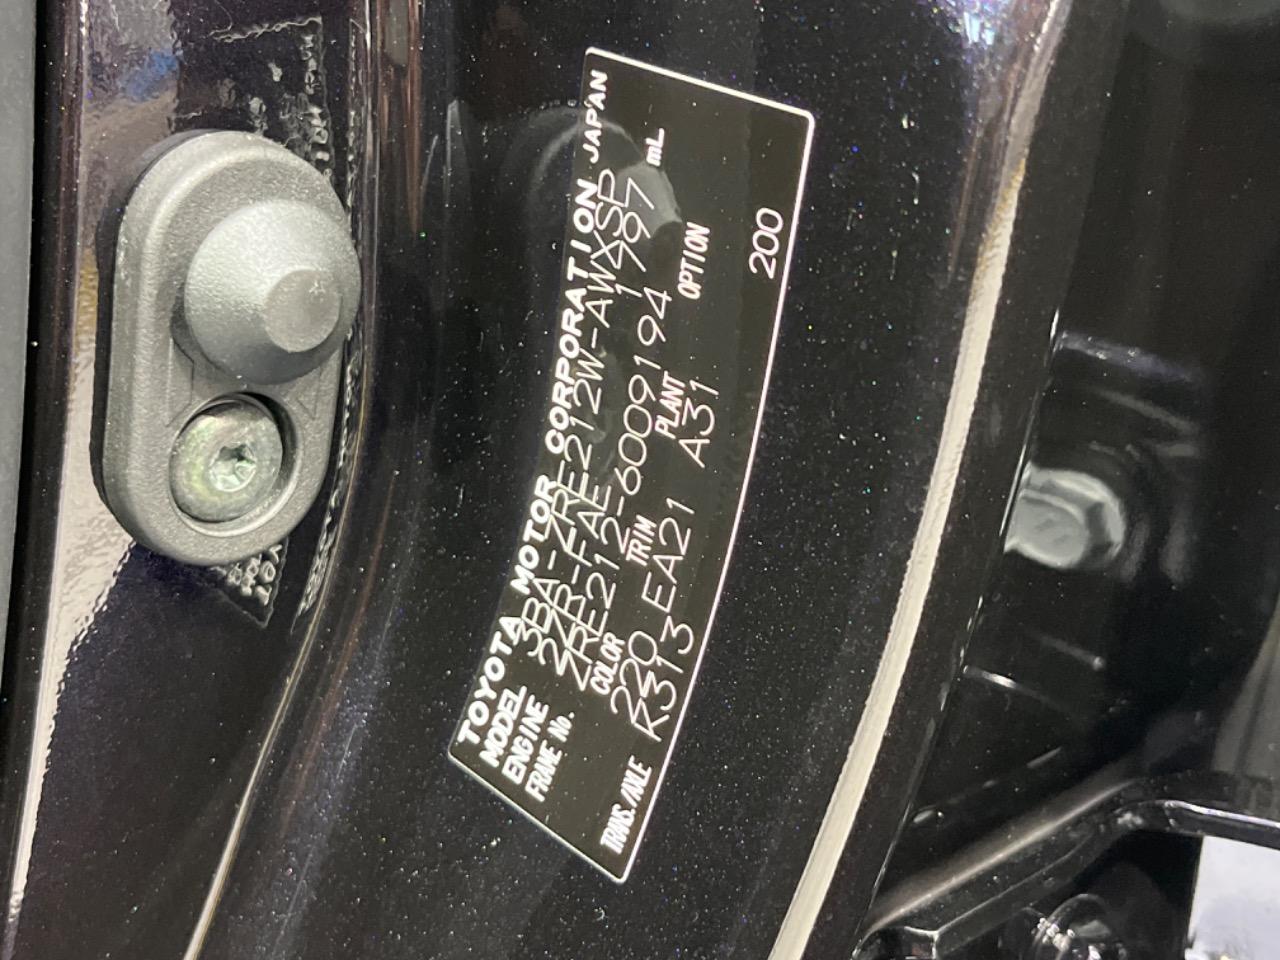 TOYOTA MOTOR CORPORATION JAPAN
MODEL 3BA-ZRE212W-AWXSP
ENGINE 2ZR-FAE 1797 mL
FRAME No. ZRE212-6009194
COLOR TRIM PLANT OPTION
220 EA21 A31
TRANS./AXLE K313 200